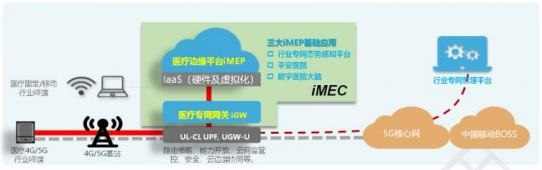 医疗边缘平台iMEP
IaaS（硬件及虚拟化）
医疗专网网关 iGW
UL-CL UPF, UGW-U
路由策略、能力开放、云网监管
控、安全、云边端协同等。
三大iMEP基础应用
• 行业专网态势感知平台
• 平安医院
• 数字医院大脑
iMEC
医疗固定/移动
行业终端
医疗4G/5G
行业终端
4G/5G基站
行业专网管理平台
5G核心网
中国移动BOSS